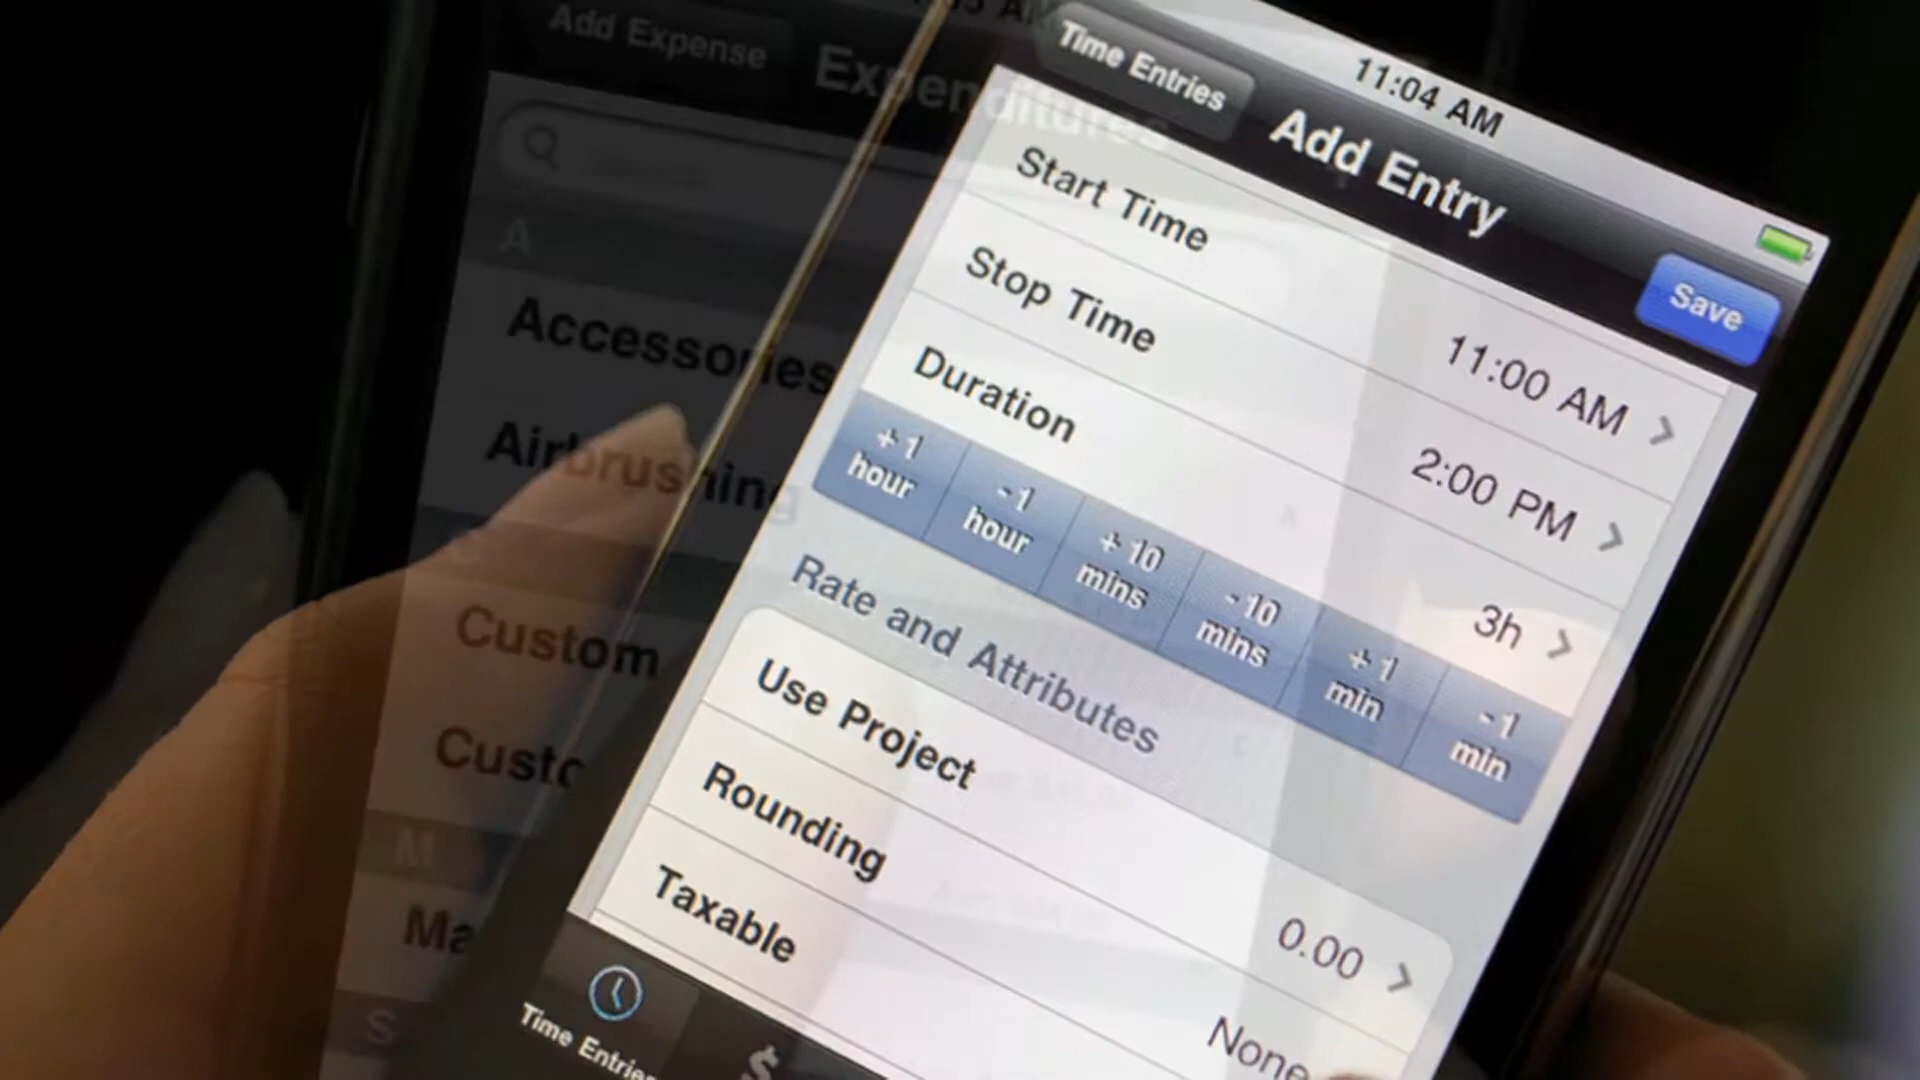 Add Expense
Expenditures
A
Accessories
Airbrushing
C
Custom
Custo
M
Ma
S
11:04 AM
Time Entries
Add Entry
Save
Start Time
11:00 AM
Stop Time
2:00 PM
Duration
3h
+ 1
hour
- 1
hour
+ 10
mins
- 10
mins
+ 1
min
- 1
min
Rate and Attributes
Use Project
0.00
Rounding
None
Taxable
Time Entries
$